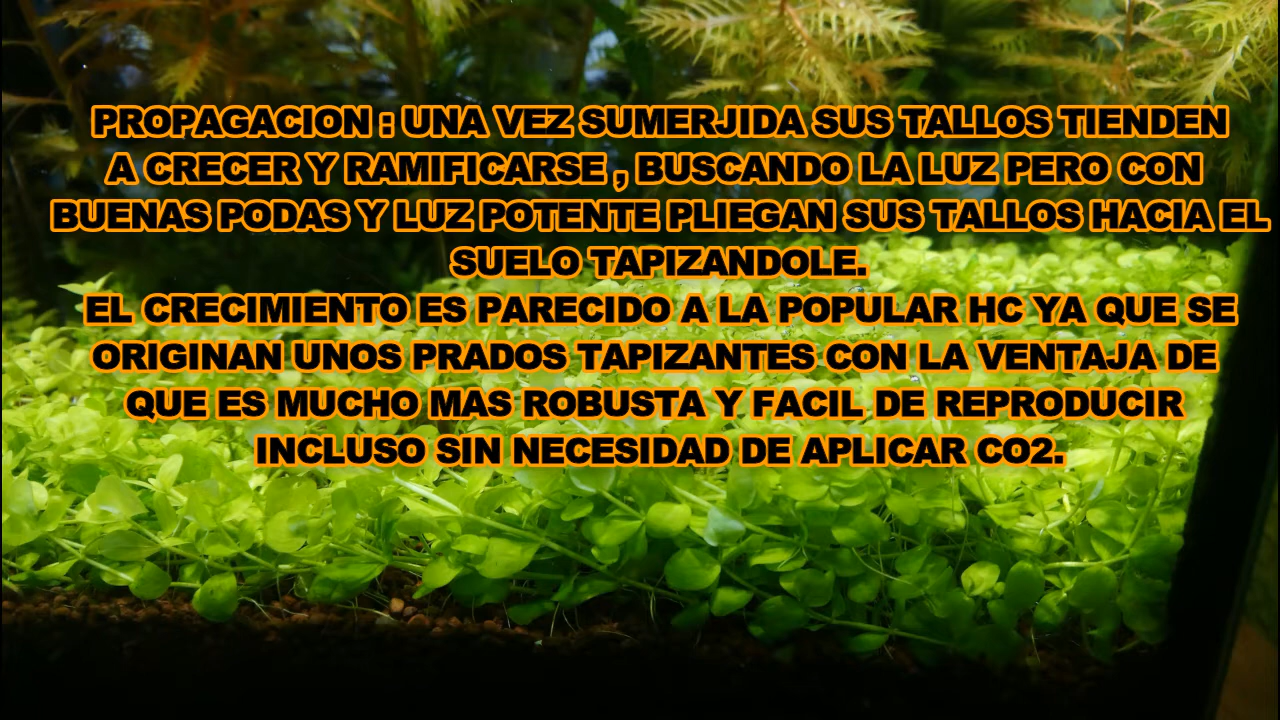 PROPAGACION : UNA VEZ SUMERJIDA SUS TALLOS TIENDEN
A CRECER Y RAMIFICARSE , BUSCANDO LA LUZ PERO CON
BUENAS PODAS Y LUZ POTENTE PLIEGAN SUS TALLOS HACIA EL
SUELO TAPIZANDOLE.
EL CRECIMIENTO ES PARECIDO A LA POPULAR HC YA QUE SE
ORIGINAN UNOS PRADOS TAPIZANTES CON LA VENTAJA DE
QUE ES MUCHO MAS ROBUSTA Y FACIL DE REPRODUCIR
INCLUSO SIN NECESIDAD DE APLICAR CO2.